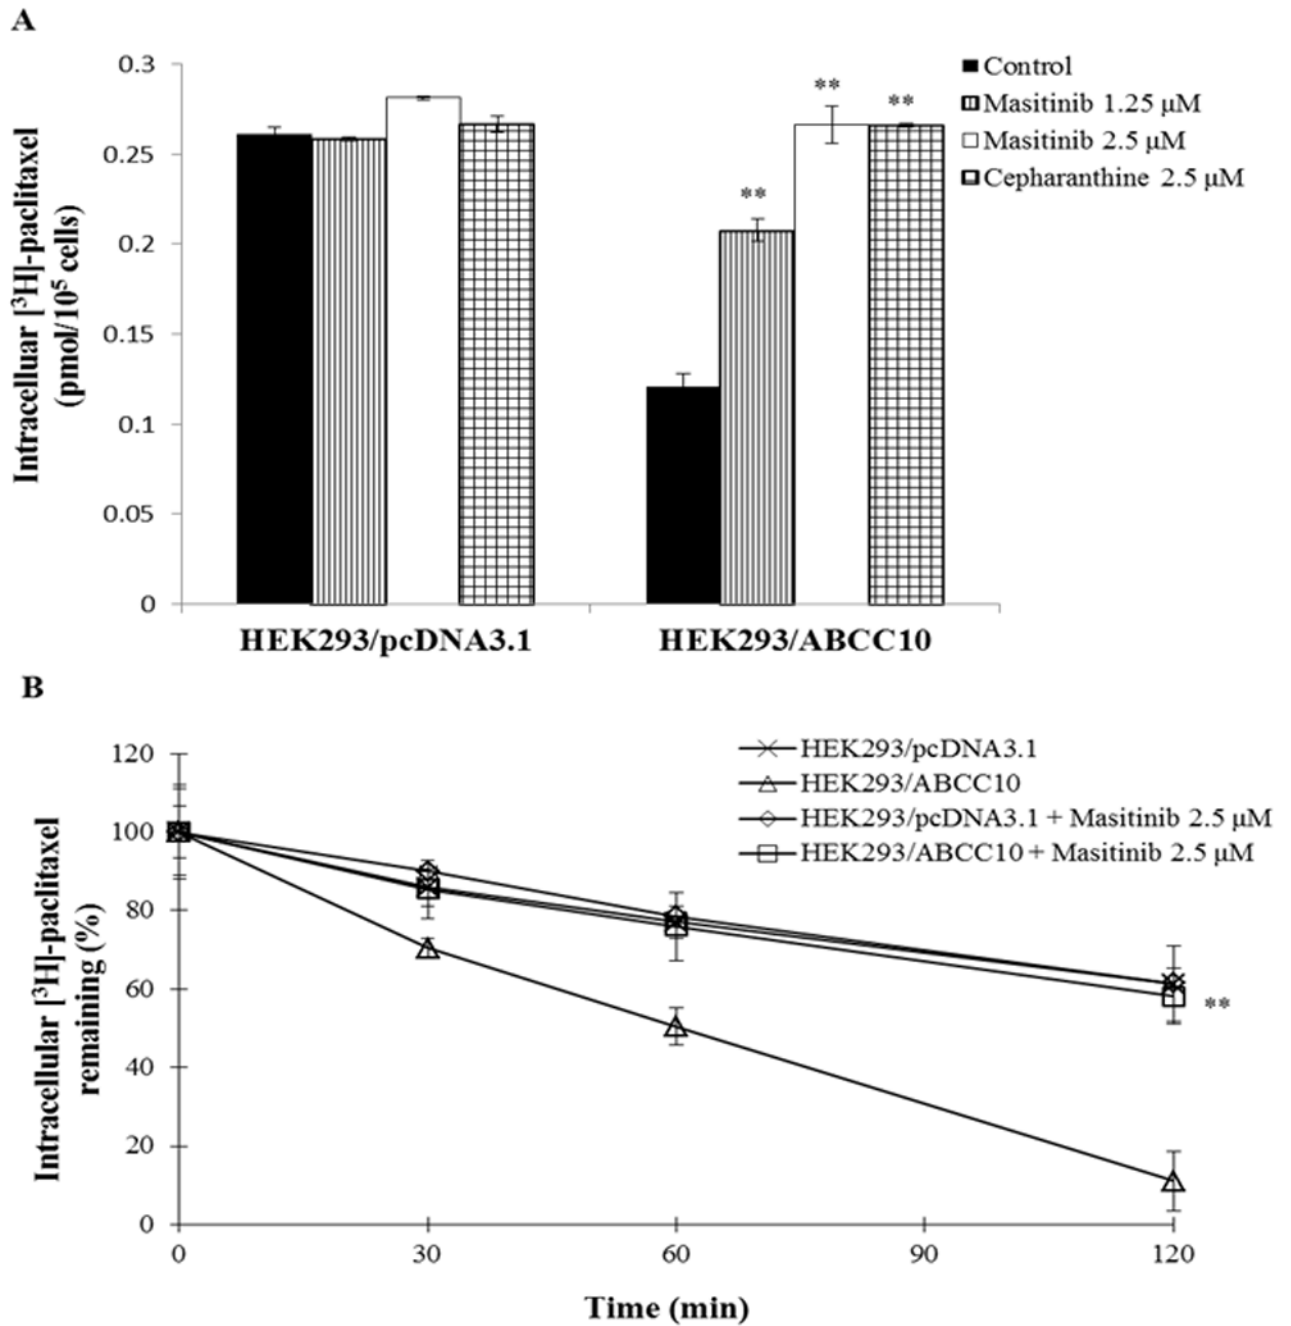 A
0.3
0.25
0.2
0.15
0.1
0.05
0
Intracelluar [³H]-paclitaxel
(pmol/10⁵ cells)
Control
Masitinib 1.25 μM
Masitinib 2.5 μM
Cepharanthine 2.5 μM
**
**
**
HEK293/pcDNA3.1
HEK293/ABCC10
B
120
100
80
60
40
20
0
Intracellular [³H]-paclitaxel
remaining (%)
HEK293/pcDNA3.1
HEK293/ABCC10
HEK293/pcDNA3.1 + Masitinib 2.5 μM
HEK293/ABCC10 + Masitinib 2.5 μM
**
0 30 60 90 120
Time (min)